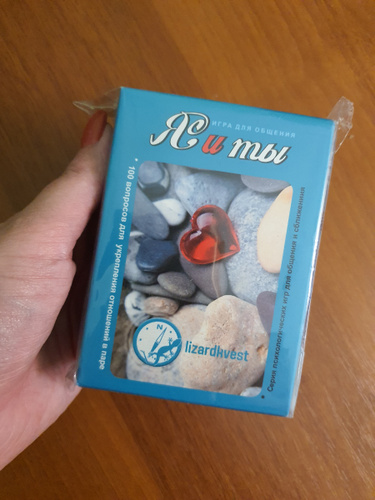 ИГРА ДЛЯ ОБЩЕНИЯ
Я и ты
• 100 вопросов для укрепления отношений в паре
N
lizardkvest
• Серия психологических игр для общения и сближения